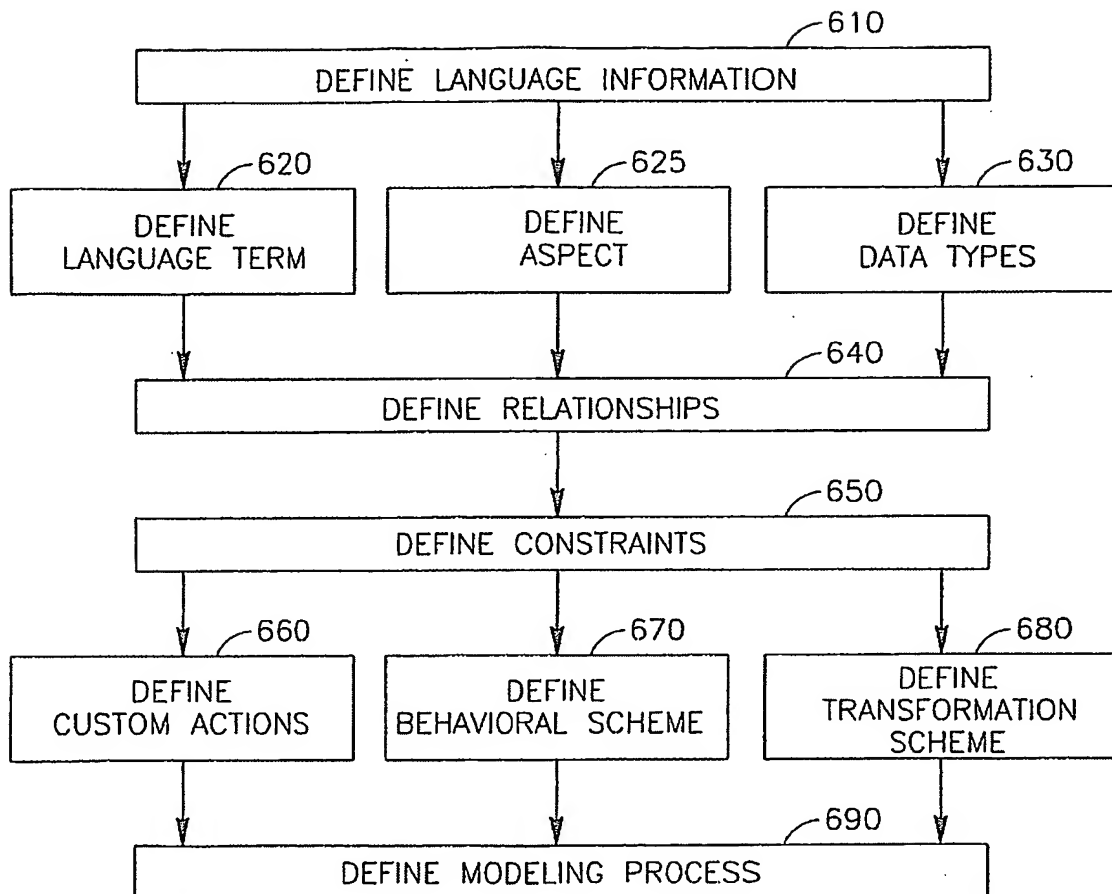 610
DEFINE LANGUAGE INFORMATION
620
625
630
DEFINE
LANGUAGE TERM
DEFINE
ASPECT
DEFINE
DATA TYPES
640
DEFINE RELATIONSHIPS
650
DEFINE CONSTRAINTS
660
670
680
DEFINE
CUSTOM ACTIONS
DEFINE
BEHAVIORAL SCHEME
DEFINE
TRANSFORMATION
SCHEME
690
DEFINE MODELING PROCESS